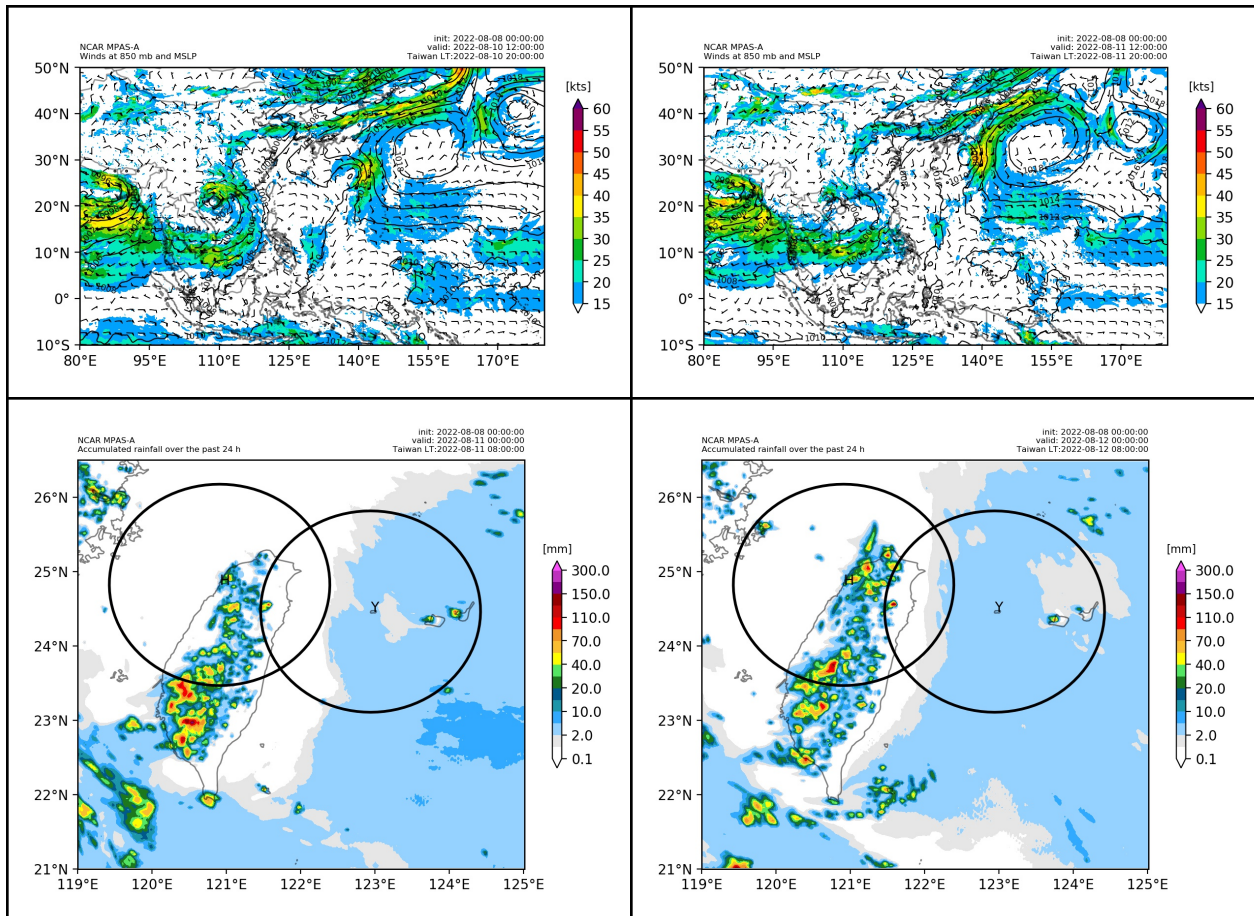 init: 2022-08-08 00:00:00
NCAR MPAS-A valid: 2022-08-10 12:00:00
Winds at 850 mb and MSLP Taiwan LT:2022-08-10 20:00:00
50°N
40°N
30°N
20°N
10°N
0°
10°S
80°E 95°E 110°E 125°E 140°E 155°E 170°E
[kts]
60
55
50
45
40
35
30
25
20
15
init: 2022-08-08 00:00:00
NCAR MPAS-A valid: 2022-08-11 12:00:00
Winds at 850 mb and MSLP Taiwan LT:2022-08-11 20:00:00
50°N
40°N
30°N
20°N
10°N
0°
10°S
80°E 95°E 110°E 125°E 140°E 155°E 170°E
1014
1012
1008
1010
[kts]
60
55
50
45
40
35
30
25
20
15
init: 2022-08-08 00:00:00
NCAR MPAS-A valid: 2022-08-11 00:00:00
Accumulated rainfall over the past 24 h Taiwan LT:2022-08-11 08:00:00
26°N
25°N
24°N
23°N
22°N
21°N
119°E 120°E 121°E 122°E 123°E 124°E 125°E
H
Y
[mm]
300.0
150.0
110.0
70.0
40.0
20.0
10.0
2.0
0.1
init: 2022-08-08 00:00:00
NCAR MPAS-A valid: 2022-08-12 00:00:00
Accumulated rainfall over the past 24 h Taiwan LT:2022-08-12 08:00:00
26°N
25°N
24°N
23°N
22°N
21°N
119°E 120°E 121°E 122°E 123°E 124°E 125°E
H
Y
[mm]
300.0
150.0
110.0
70.0
40.0
20.0
10.0
2.0
0.1